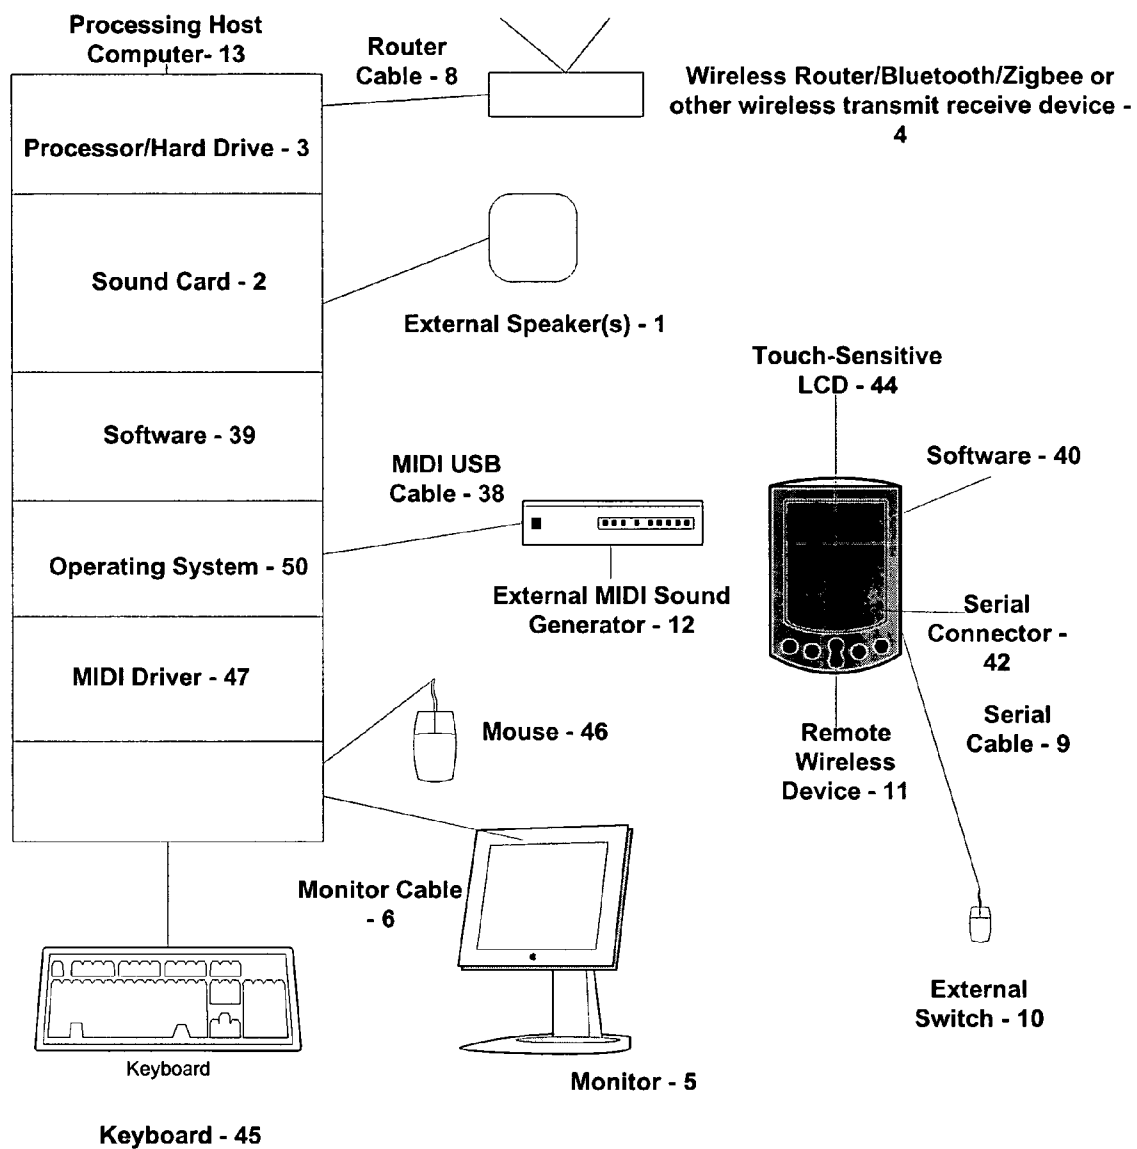 Processing Host
Computer- 13
Router
Cable - 8
Wireless Router/Bluetooth/Zigbee or
other wireless transmit receive device -
4
Processor/Hard Drive - 3
Sound Card - 2
External Speaker(s) - 1
Touch-Sensitive
LCD - 44
Software - 39
Software - 40
MIDI USB
Cable - 38
Operating System - 50
External MIDI Sound
Generator - 12
Serial
Connector -
42
MIDI Driver - 47
Mouse - 46
Serial
Cable - 9
Remote
Wireless
Device - 11
Monitor Cable
- 6
External
Switch - 10
Keyboard
Monitor - 5
Keyboard - 45